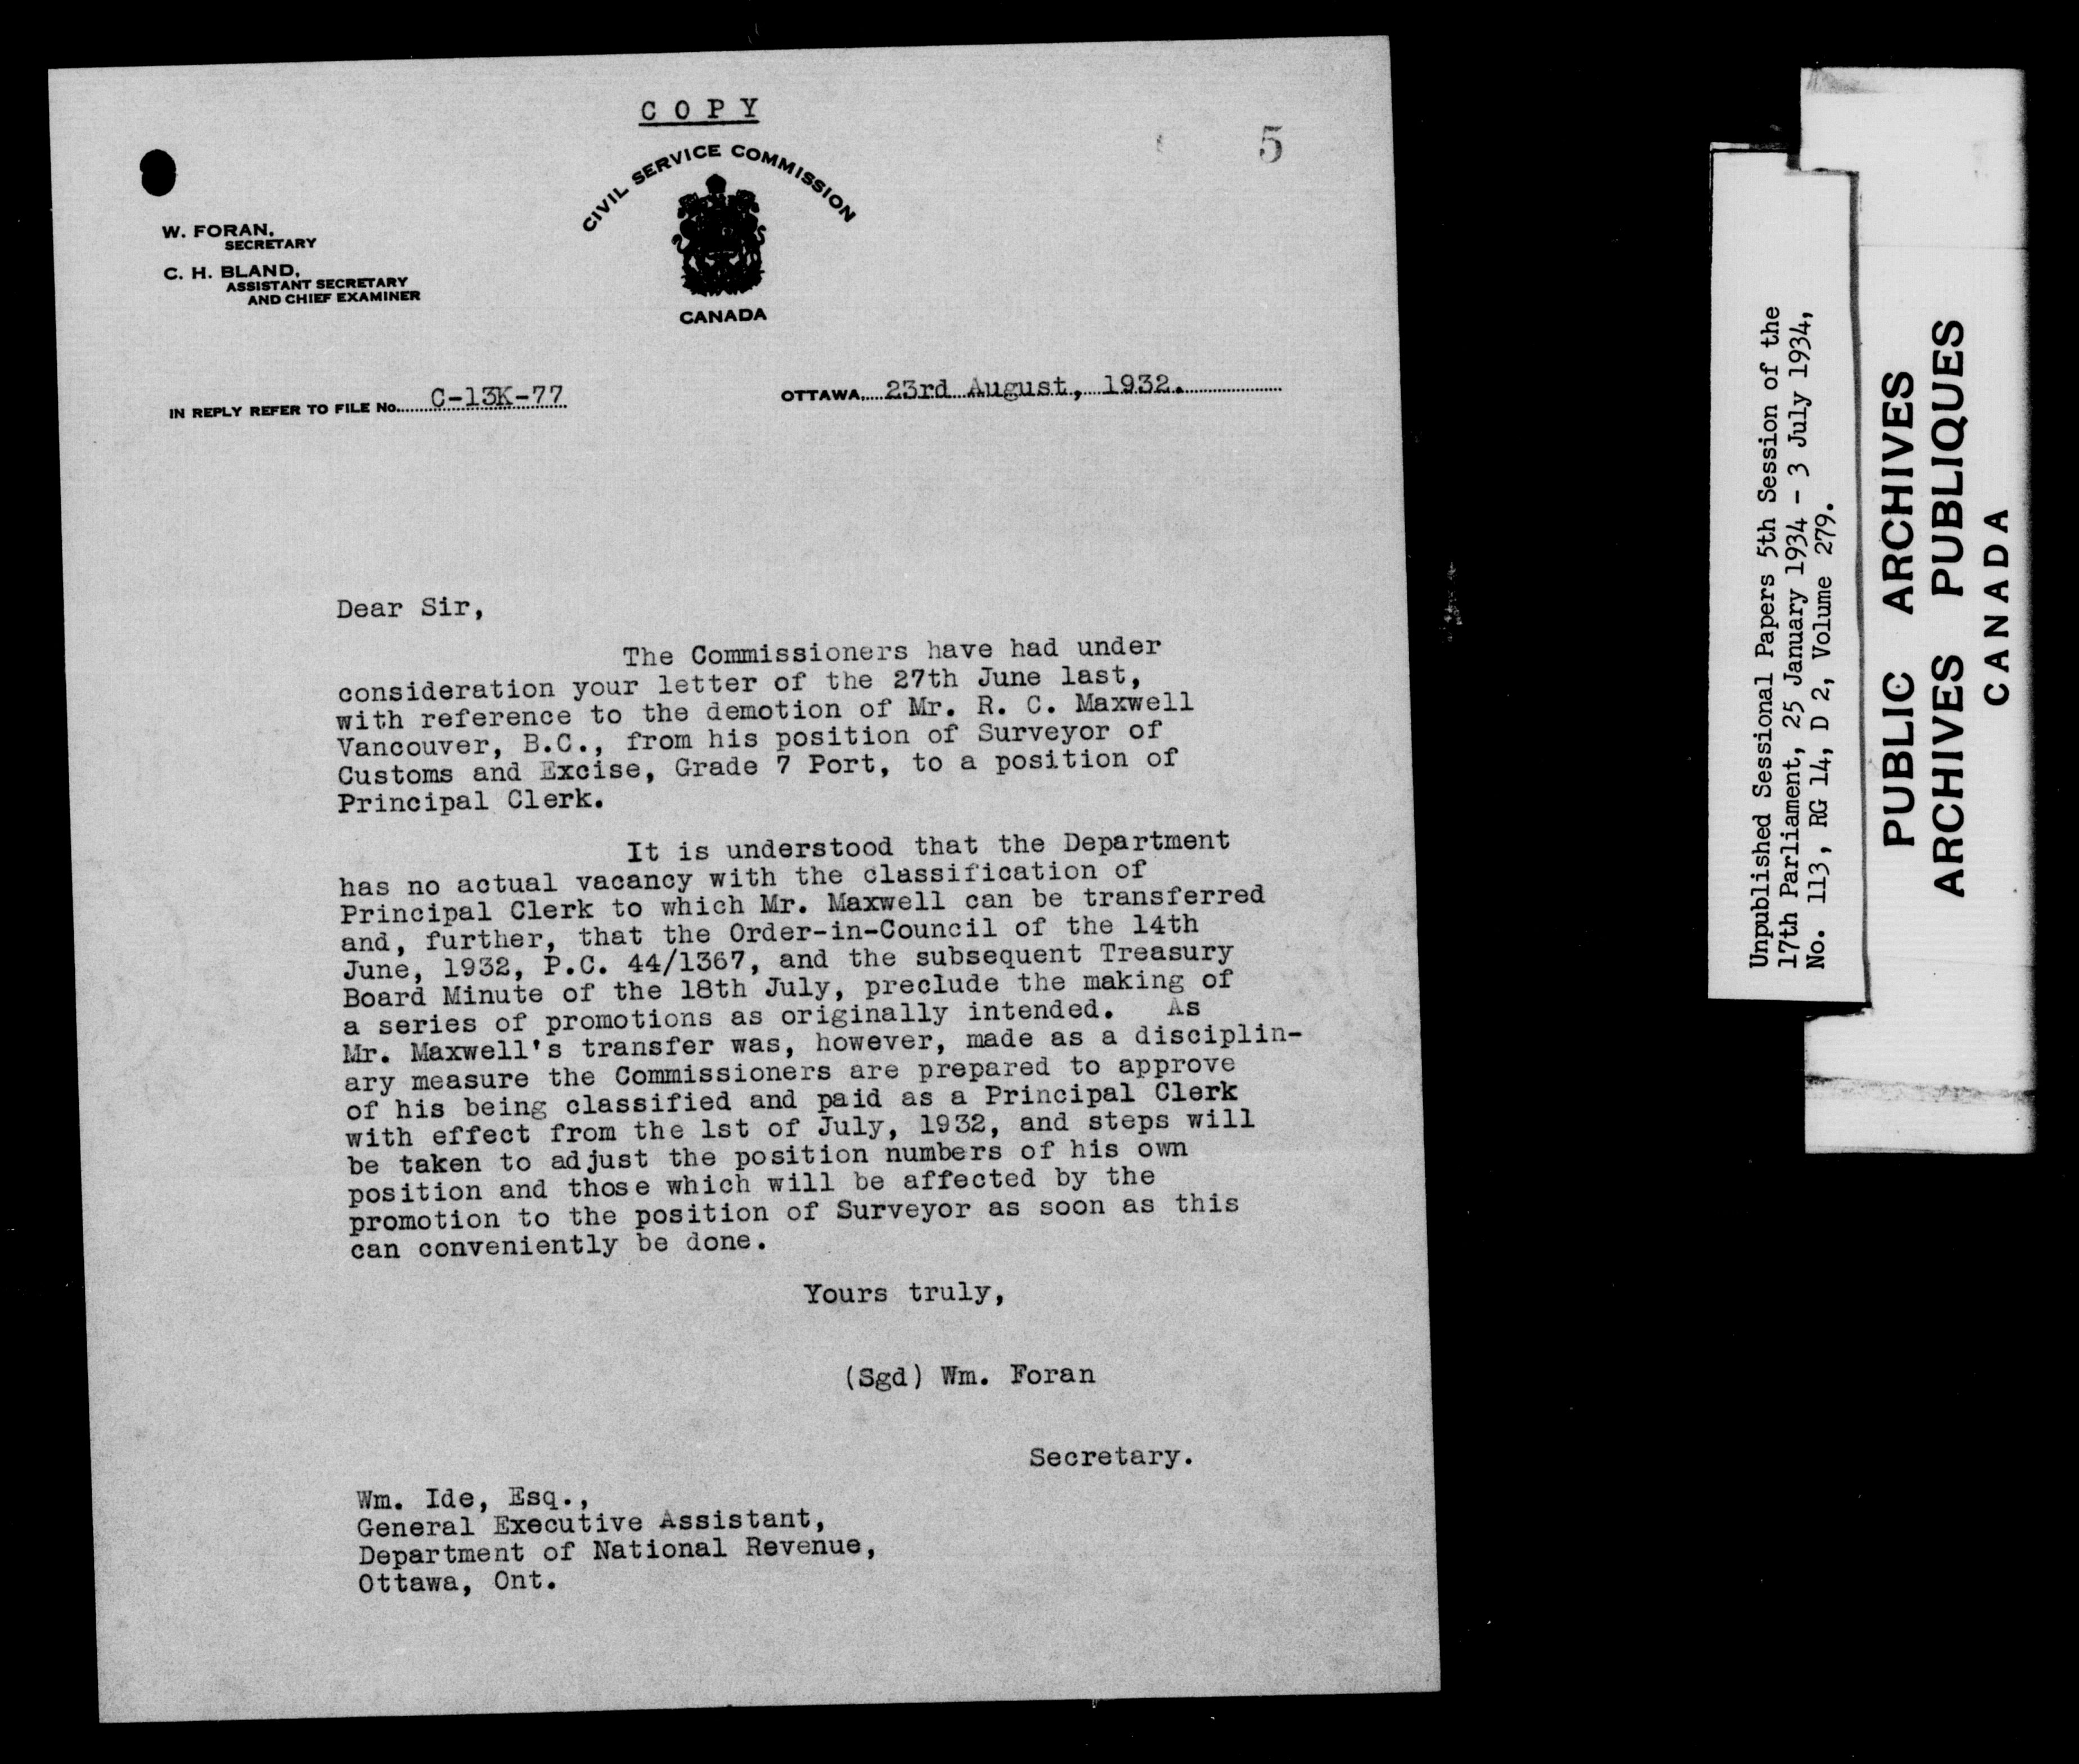 C O P Y
5
CIVIL SERVICE COMMISSION
CANADA
W. FORAN,
SECRETARY
C. H. BLAND,
ASSISTANT SECRETARY
AND CHIEF EXAMINER
IN REPLY REFER TO FILE No. C-13K-77
OTTAWA, 23rd August, 1932.
Dear Sir,
The Commissioners have had under
consideration your letter of the 27th June last,
with reference to the demotion of Mr. R. C. Maxwell
Vancouver, B.C., from his position of Surveyor of
Customs and Excise, Grade 7 Port, to a position of
Principal Clerk.
It is understood that the Department
has no actual vacancy with the classification of
Principal Clerk to which Mr. Maxwell can be transferred
and, further, that the Order-in-Council of the 14th
June, 1932, P.C. 44/1367, and the subsequent Treasury
Board Minute of the 18th July, preclude the making of
a series of promotions as originally intended. As
Mr. Maxwell's transfer was, however, made as a disciplin-
ary measure the Commissioners are prepared to approve
of his being classified and paid as a Principal Clerk
with effect from the 1st of July, 1932, and steps will
be taken to adjust the position numbers of his own
position and those which will be affected by the
promotion to the position of Surveyor as soon as this
can conveniently be done.
Yours truly,
(Sgd) Wm. Foran
Secretary.
Wm. Ide, Esq.,
General Executive Assistant,
Department of National Revenue,
Ottawa, Ont.
Unpublished Sessional Papers 5th Session of the
17th Parliament, 25 January 1934 - 3 July 1934,
No. 113, RG 14, D 2, Volume 279.
PUBLIC ARCHIVES
ARCHIVES PUBLIQUES
CANADA